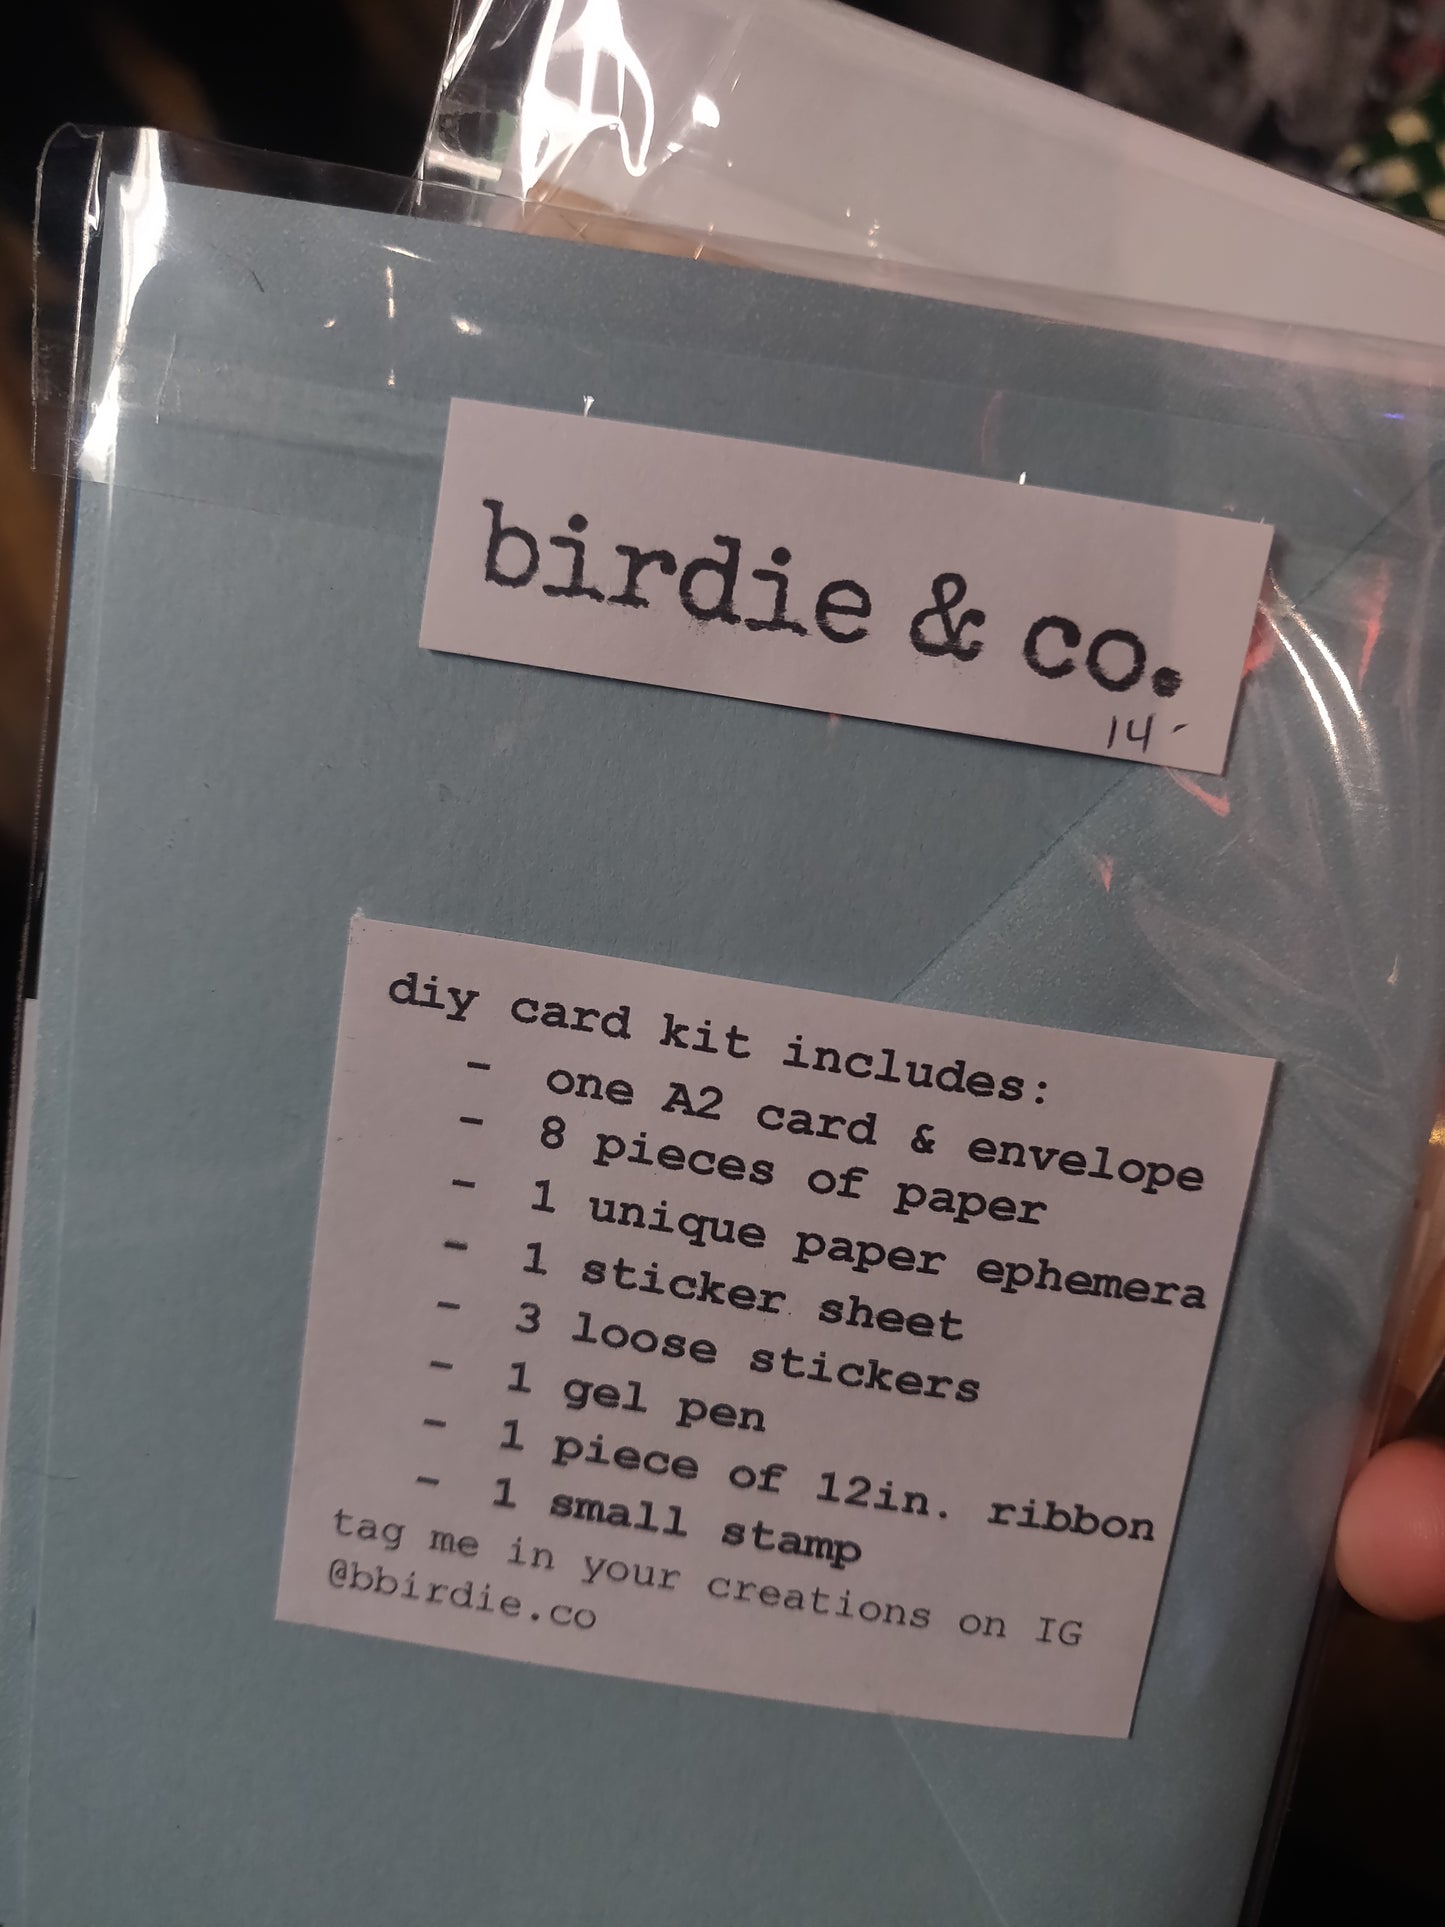 birdie & co.
14-
diy card kit includes:
- one A2 card & envelope
- 8 pieces of paper
- 1 unique paper ephemera
- 1 sticker sheet
- 3 loose stickers
- 1 gel pen
- 1 piece of 12in. ribbon
- 1 small stamp
tag me in your creations on IG
@bbirdie.co